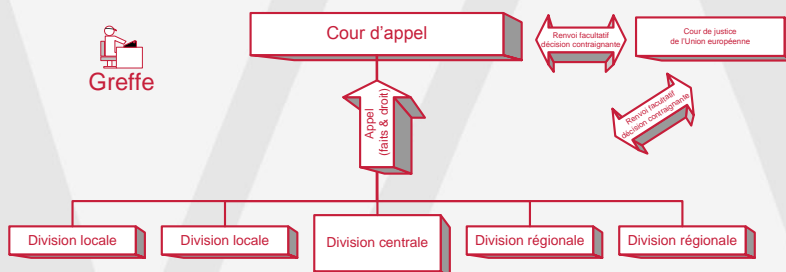 Cour d'appel
Renvoi facultatif
décision contraignante
Cour de justice
de l'Union européenne
Greffe
Appel
(faits & droit)
Renvoi facultatif
décision contraignante
Division locale
Division locale
Division centrale
Division régionale
Division régionale